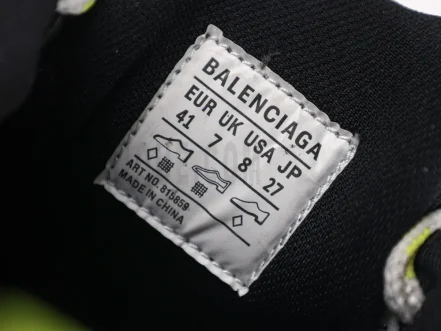 BALENCIAGA
EUR UK USA JP
41 7 8 27
ART NO. 815859
MADE IN CHINA